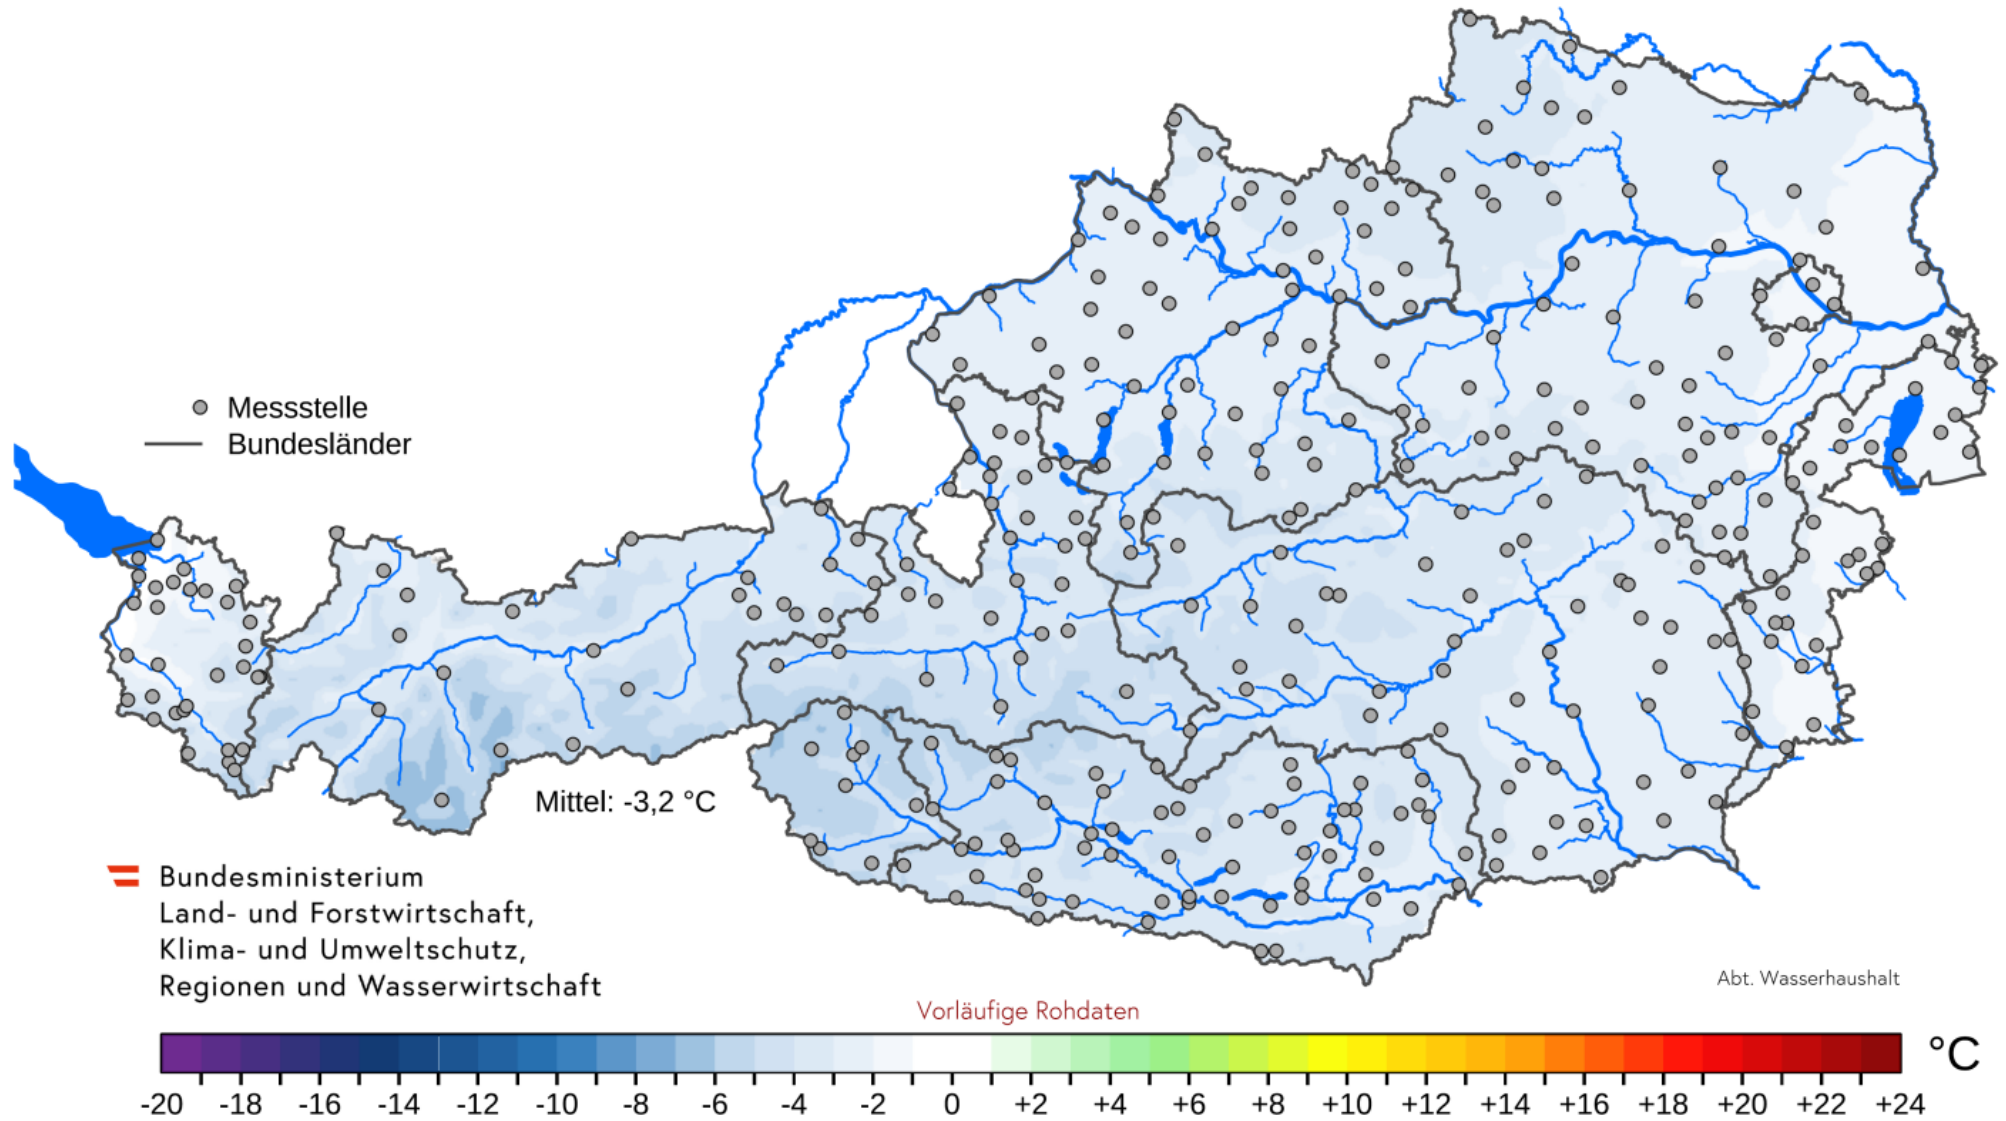 Messstelle
Bundesländer
Mittel: -3,2 °C
Bundesministerium
Land- und Forstwirtschaft,
Klima- und Umweltschutz,
Regionen und Wasserwirtschaft
Abt. Wasserhaushalt
Vorläufige Rohdaten
°C
-20 -18 -16 -14 -12 -10 -8 -6 -4 -2 0 +2 +4 +6 +8 +10 +12 +14 +16 +18 +20 +22 +24